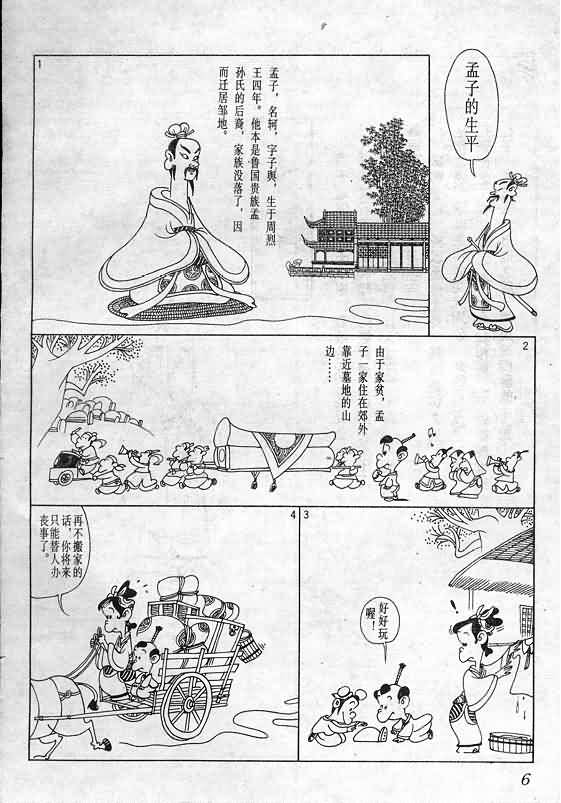 孟子的生平
1
孟子，名轲，字子舆，生于周烈
王四年。他本是鲁国贵族孟
孙氏的后裔，家族没落了，因
而迁居邹地。
2
由于家贫，孟
子一家住在郊外
靠近墓地的山
边……
3
好好玩
喔！
!
4
再不搬家的
话，你将来
只能替人办
丧事了。
6